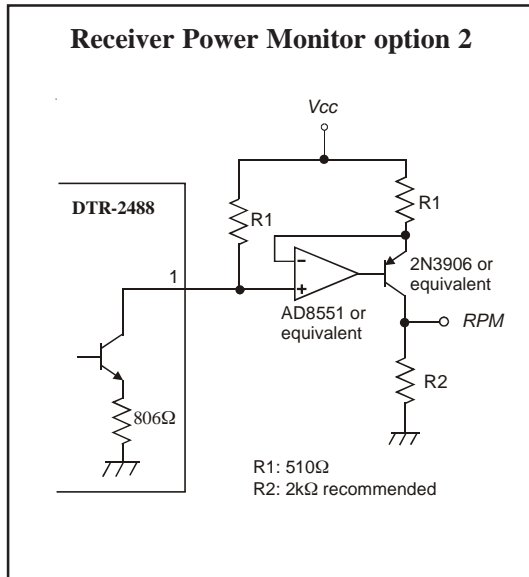 Receiver Power Monitor option 2
Vcc
DTR-2488
R1
R1
1
-
+
2N3906 or
equivalent
AD8551 or
equivalent
RPM
R2
806Ω
R1: 510Ω
R2: 2kΩ recommended